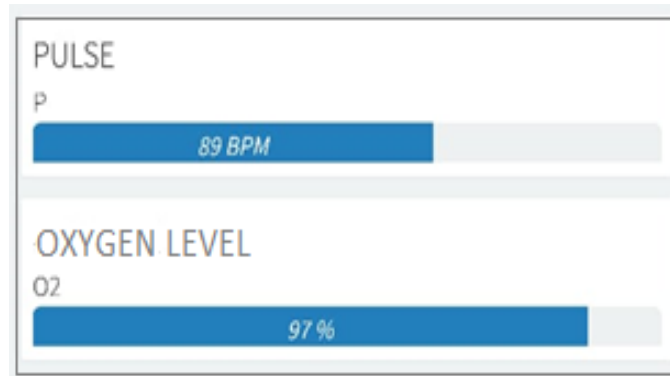 PULSE
P
89 BPM
OXYGEN LEVEL
O2
97 %